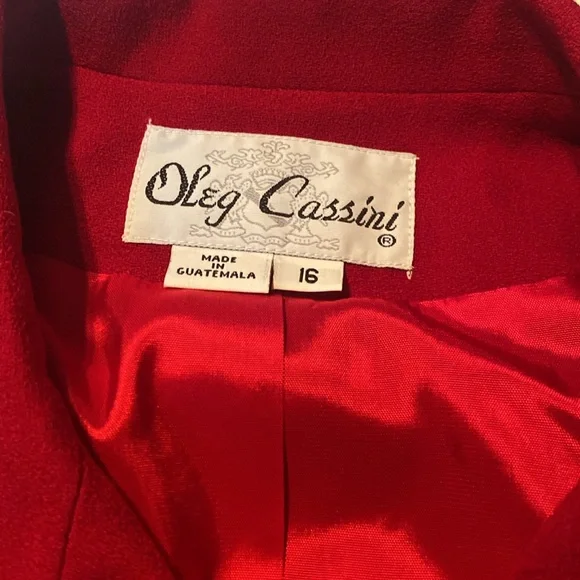 Oleg Cassini ®
MADE
IN
GUATEMALA
16